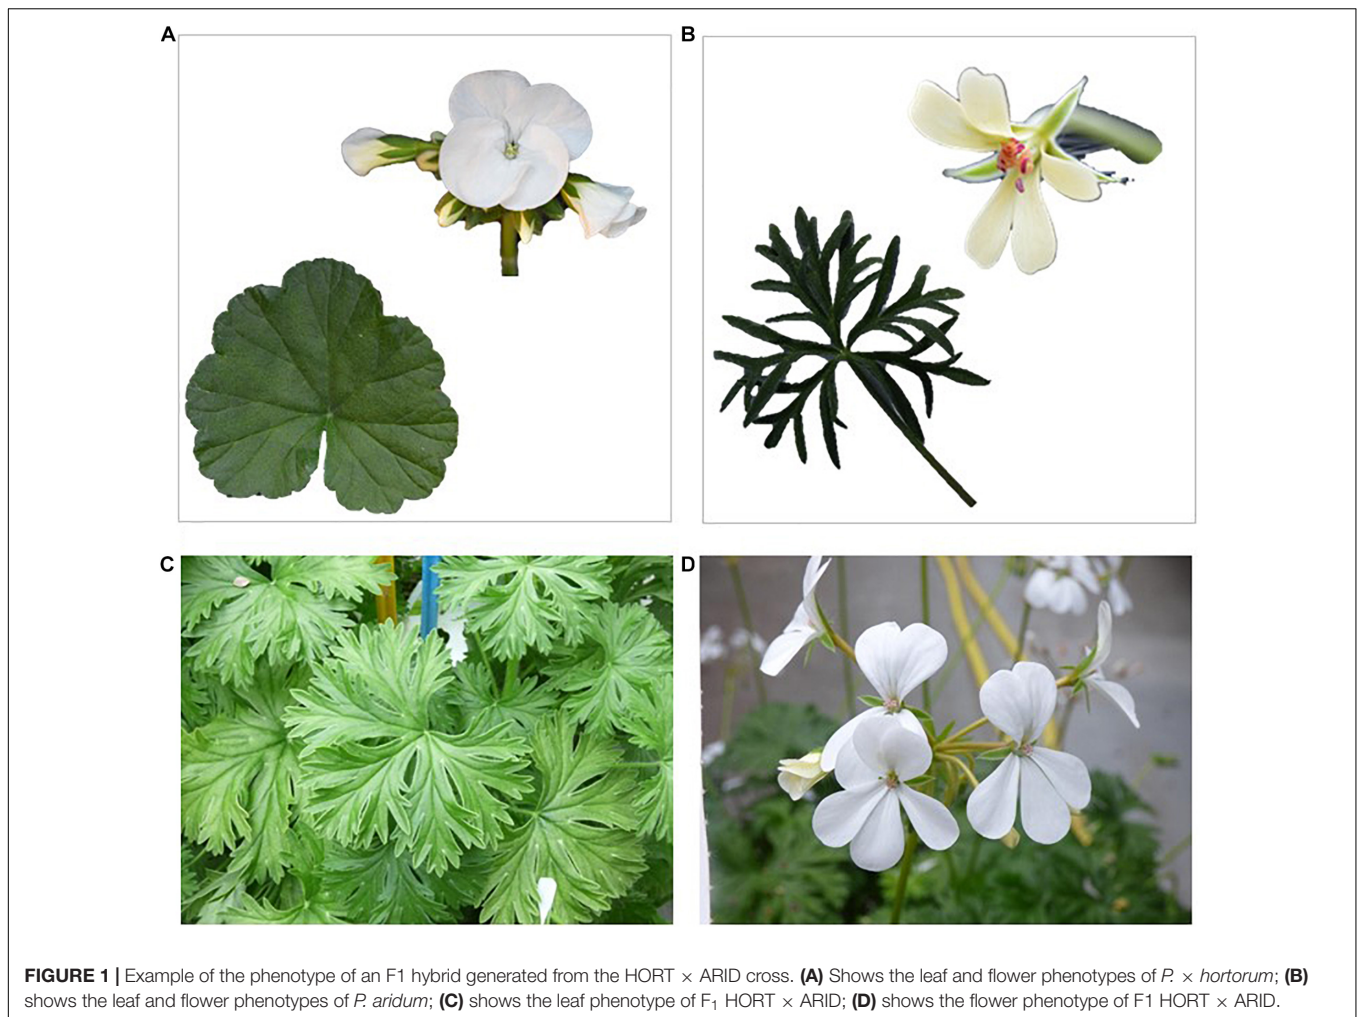 A
B
C
D
FIGURE 1 | Example of the phenotype of an F1 hybrid generated from the HORT × ARID cross. (A) Shows the leaf and flower phenotypes of P. × hortorum; (B)
shows the leaf and flower phenotypes of P. aridum; (C) shows the leaf phenotype of F₁ HORT × ARID; (D) shows the flower phenotype of F1 HORT × ARID.